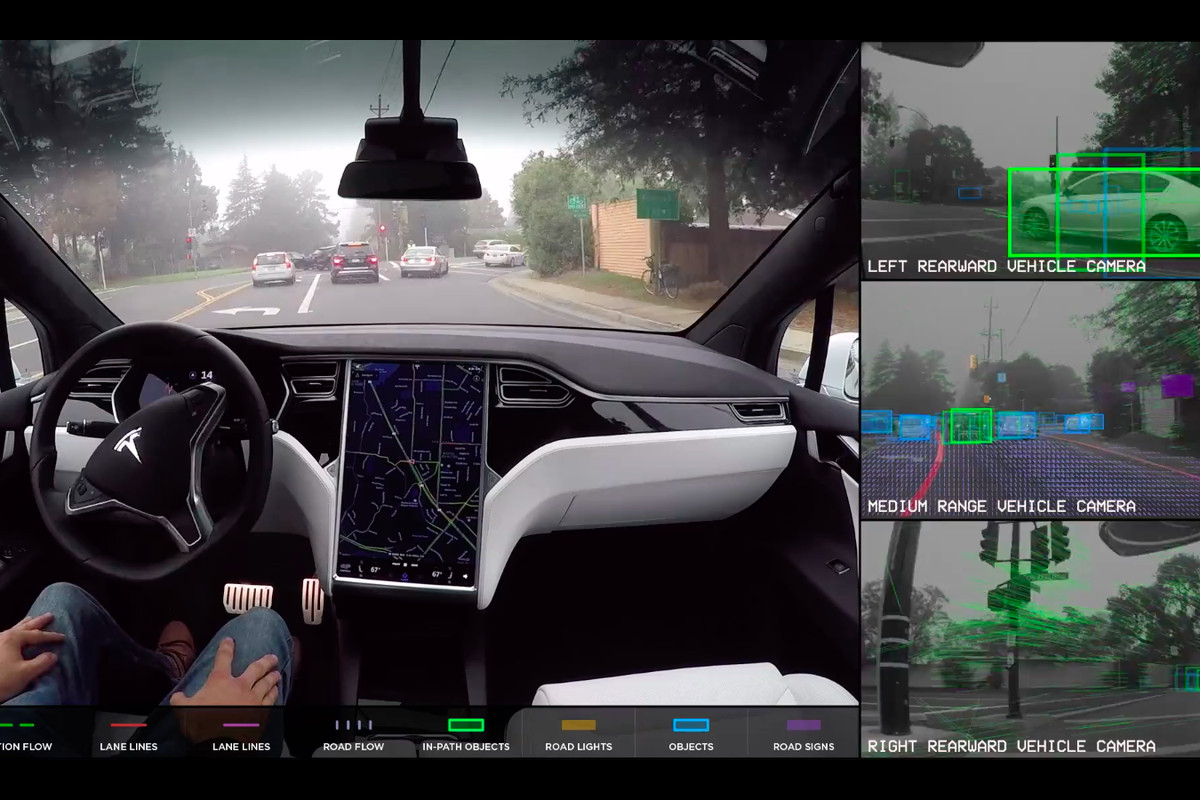 14
67°
67°
TION FLOW
LANE LINES
LANE LINES
ROAD FLOW
IN-PATH OBJECTS
ROAD LIGHTS
OBJECTS
ROAD SIGNS
LEFT REARWARD VEHICLE CAMERA
MEDIUM RANGE VEHICLE CAMERA
RIGHT REARWARD VEHICLE CAMERA